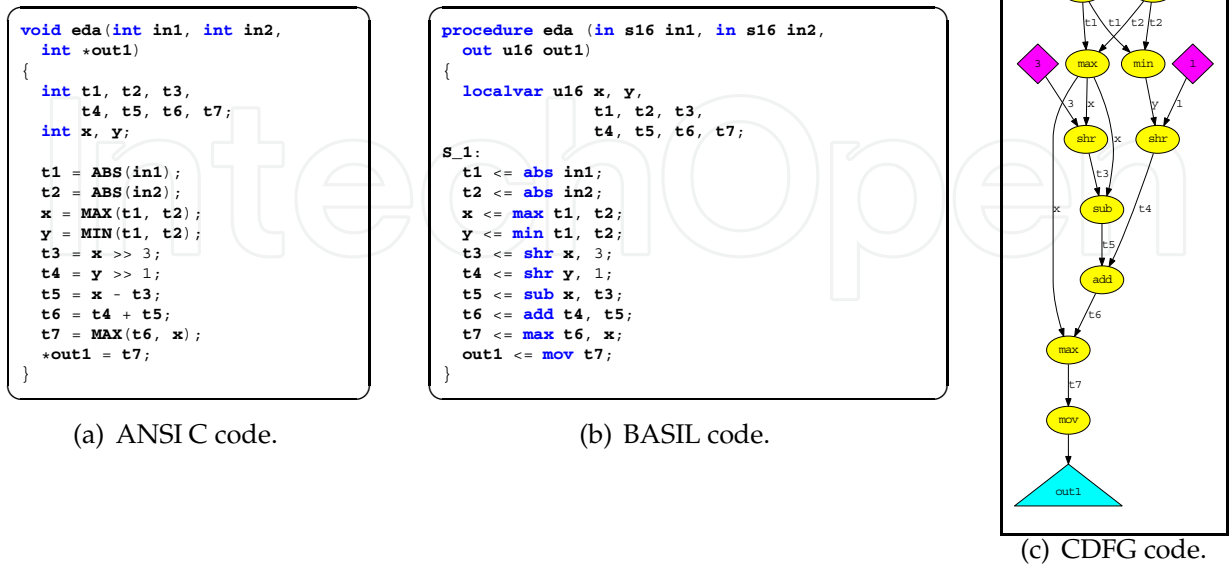 void eda(int in1, int in2,
int *out1)
{
int t1, t2, t3,
t4, t5, t6, t7;
int x, y;
t1 = ABS(in1);
t2 = ABS(in2);
x = MAX(t1, t2);
y = MIN(t1, t2);
t3 = x >> 3;
t4 = y >> 1;
t5 = x - t3;
t6 = t4 + t5;
t7 = MAX(t6, x);
*out1 = t7;
}
(a) ANSI C code.
procedure eda (in s16 in1, in s16 in2,
out u16 out1)
{
localvar u16 x, y,
t1, t2, t3,
t4, t5, t6, t7;
S_1:
t1 <= abs in1;
t2 <= abs in2;
x <= max t1, t2;
y <= min t1, t2;
t3 <= shr x, 3;
t4 <= shr y, 1;
t5 <= sub x, t3;
t6 <= add t4, t5;
t7 <= max t6, x;
out1 <= mov t7;
}
(b) BASIL code.
t1 t1 t2 t2
3 max min 1
3 x y 1
shr x shr
t3
x sub t4
t5
add
t6
max
t7
mov
out1
(c) CDFG code.
IntechOpen